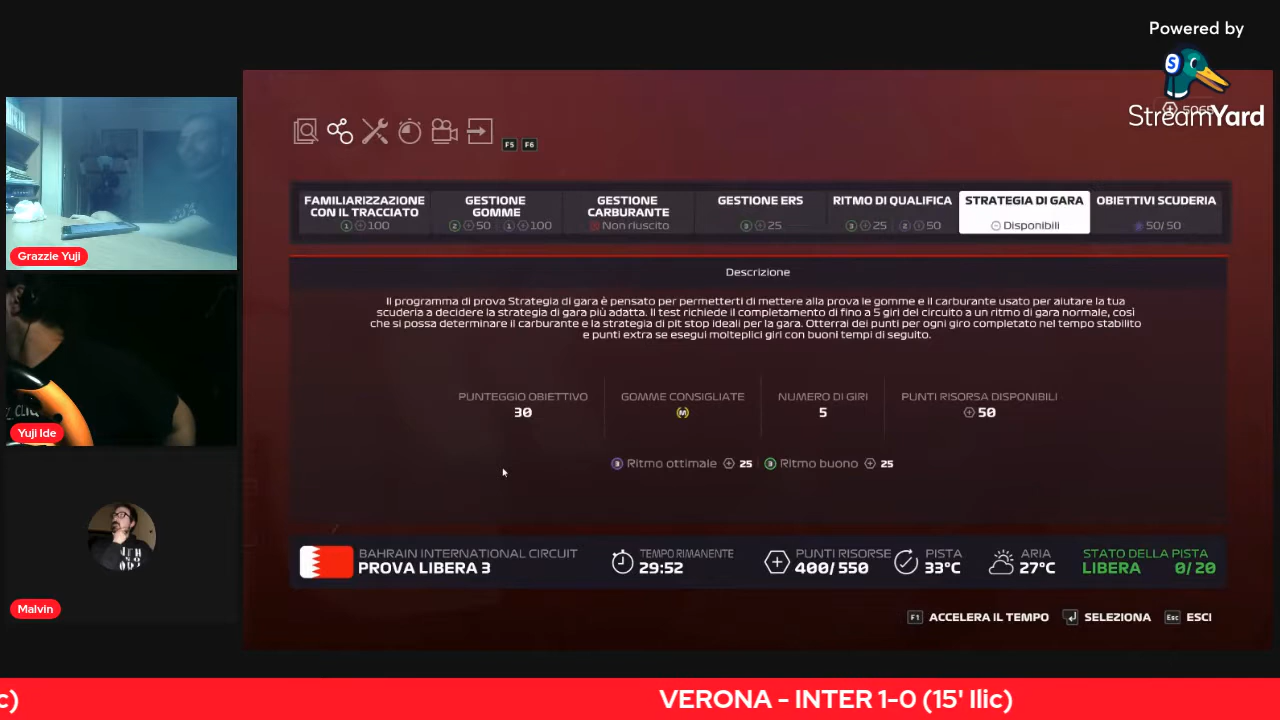 Powered by
StreamYard
5065
F5 F6
FAMILIARIZZAZIONE
CON IL TRACCIATO
1 100
GESTIONE
GOMME
2 50 1 100
GESTIONE
CARBURANTE
Non riuscito
GESTIONE ERS
3 25
RITMO DI QUALIFICA
3 25 2 50
STRATEGIA DI GARA
Disponibili
OBIETTIVI SCUDERIA
50/50
Descrizione
Il programma di prova Strategia di gara è pensato per permetterti di mettere alla prova le gomme e il carburante usato per aiutare la tua
scuderia a decidere la strategia di gara più adatta. Il test richiede il completamento di fino a 5 giri del circuito a un ritmo di gara normale, così
che si possa determinare il carburante e la strategia di pit stop ideali per la gara. Otterrai dei punti per ogni giro completato nel tempo stabilito
e punti extra se esegui molteplici giri con buoni tempi di seguito.
PUNTEGGIO OBIETTIVO
30
GOMME CONSIGLIATE
M
NUMERO DI GIRI
5
PUNTI RISORSA DISPONIBILI
50
3 Ritmo ottimale 25 3 Ritmo buono 25
BAHRAIN INTERNATIONAL CIRCUIT
PROVA LIBERA 3
TEMPO RIMANENTE
29:52
PUNTI RISORSE
400/550
PISTA
33°C
ARIA
27°C
STATO DELLA PISTA
LIBERA 0/20
F1 ACCELERA IL TEMPO SELEZIONA Esc ESCI
Grazzie Yuji
Yuji Ide
Malvin
c) VERONA - INTER 1-0 (15' Ilic)